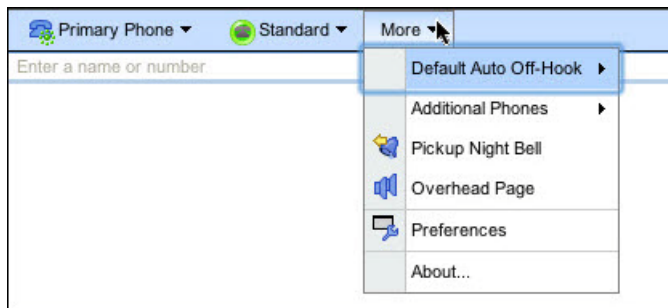 Primary Phone Standard More
Enter a name or number
Default Auto Off-Hook
Additional Phones
Pickup Night Bell
Overhead Page
Preferences
About...